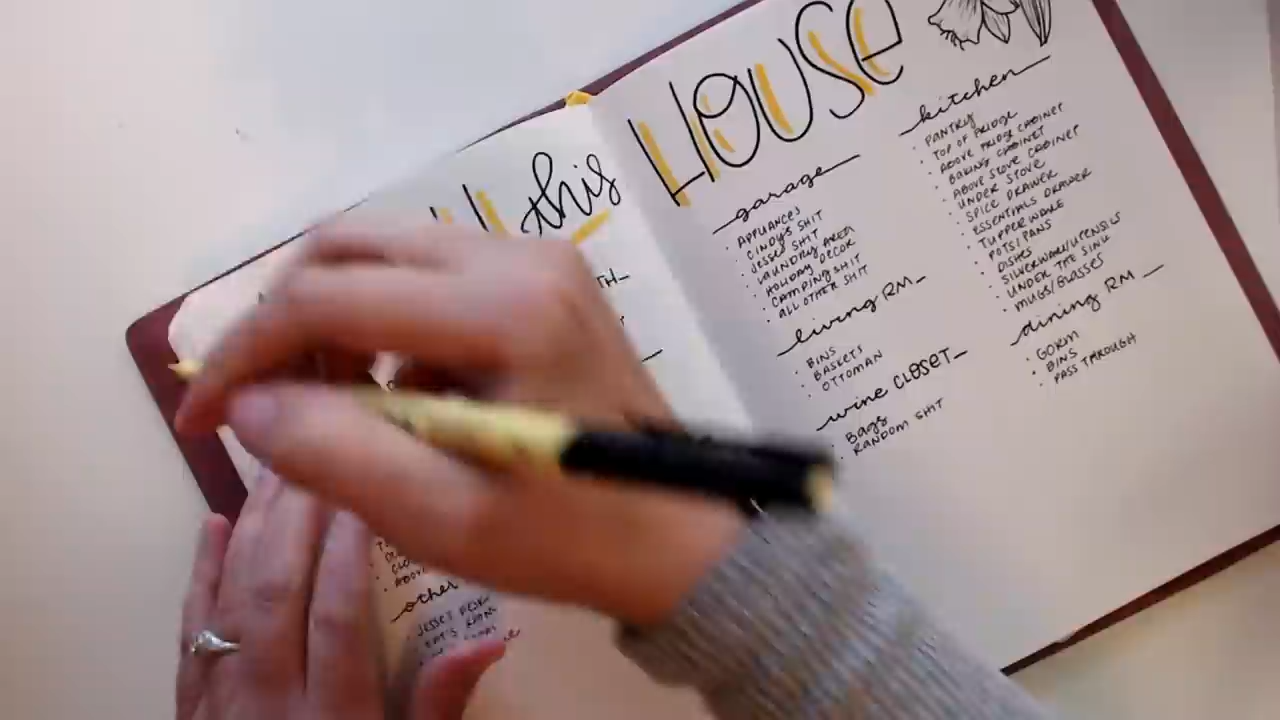 this
HOUSE
TH
other
garage
· APPLIANCES
· CINDY'S SHIT
· JESSE'S SHIT
· LAUNDRY AREA
· HOLIDAY DECOR
· CAMPING SHIT
· ALL OTHER SHIT
living RM
· BINS
· BASKETS
· OTTOMAN
wine CLOSET
· BAGS
· RANDOM SHIT
kitchen
· PANTRY
· TOP OF FRIDGE
· ABOVE FRIDGE CABINET
· BAKING CABINET
· ABOVE STOVE CABINET
· UNDER STOVE
· SPICE DRAWER
· ESSENTIALS DRAWER
· TUPPERWARE
· POTS/PANS
· DISHES
· SILVERWARE/UTENSILS
· UNDER THE SINK
· MUGS/GLASSES
dining RM
· GORM
· BINS
· PASS THROUGH